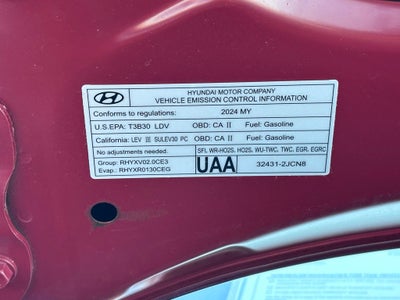 HYUNDAI MOTOR COMPANY
VEHICLE EMISSION CONTROL INFORMATION
Conforms to regulations: 2024 MY
U.S.EPA: T3B30 LDV OBD: CA II Fuel: Gasoline
California: LEV III SULEV30 PC OBD: CA II Fuel: Gasoline
No adjustments needed. SFI. WR-HO2S. HO2S. WU-TWC. TWC. EGR. EGRC
Group: RHYXV02.0CE3
Evap.: RHYXR0130CEG
UAA 32431-2JCN8